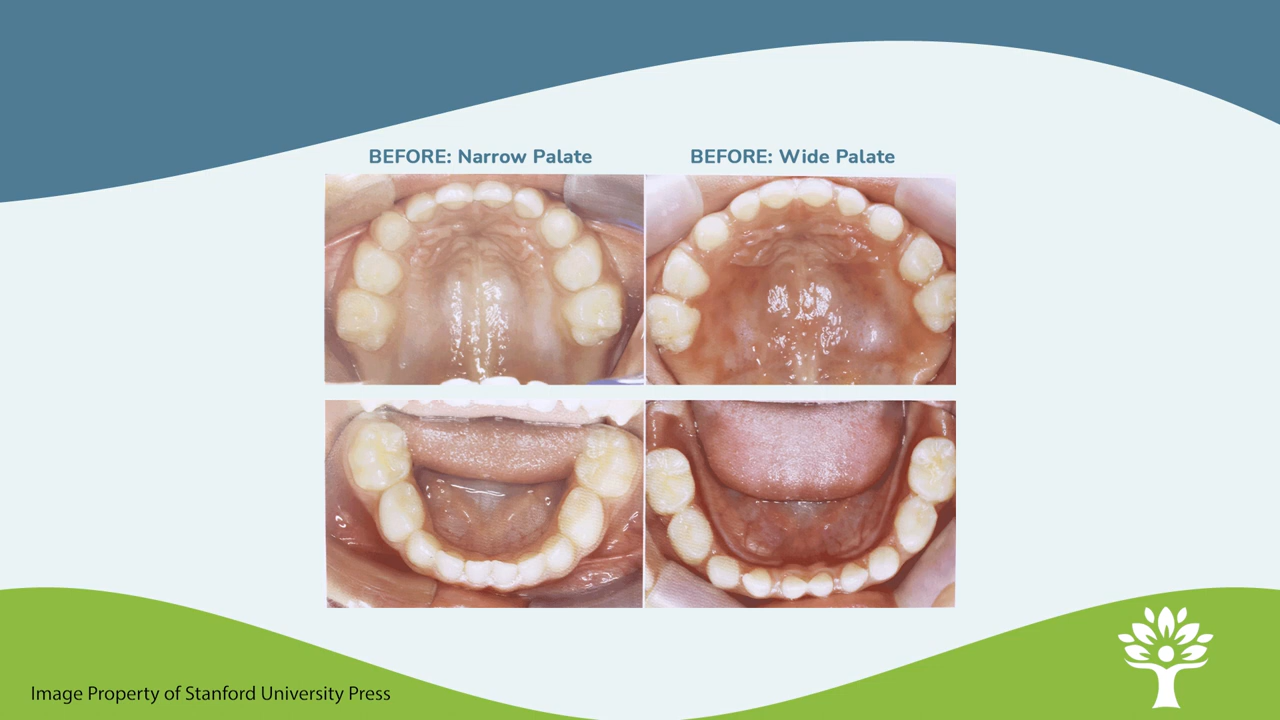 BEFORE: Narrow Palate
BEFORE: Wide Palate
Image Property of Stanford University Press